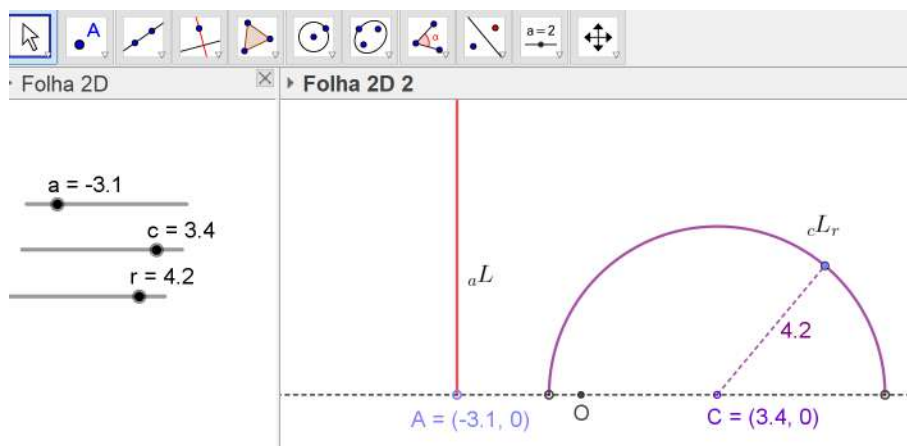 A
α
a=2
Folha 2D
Folha 2D 2
a = -3.1
c = 3.4
r = 4.2
aL
cLr
4.2
A = (-3.1, 0)
O
C = (3.4, 0)